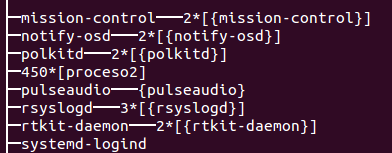 ├─mission-control───2*[{mission-control}]
├─notify-osd───2*[{notify-osd}]
├─polkitd───2*[{polkitd}]
├─450*[proceso2]
├─pulseaudio───{pulseaudio}
├─rsyslogd───3*[{rsyslogd}]
├─rtkit-daemon───2*[{rtkit-daemon}]
├─systemd-logind